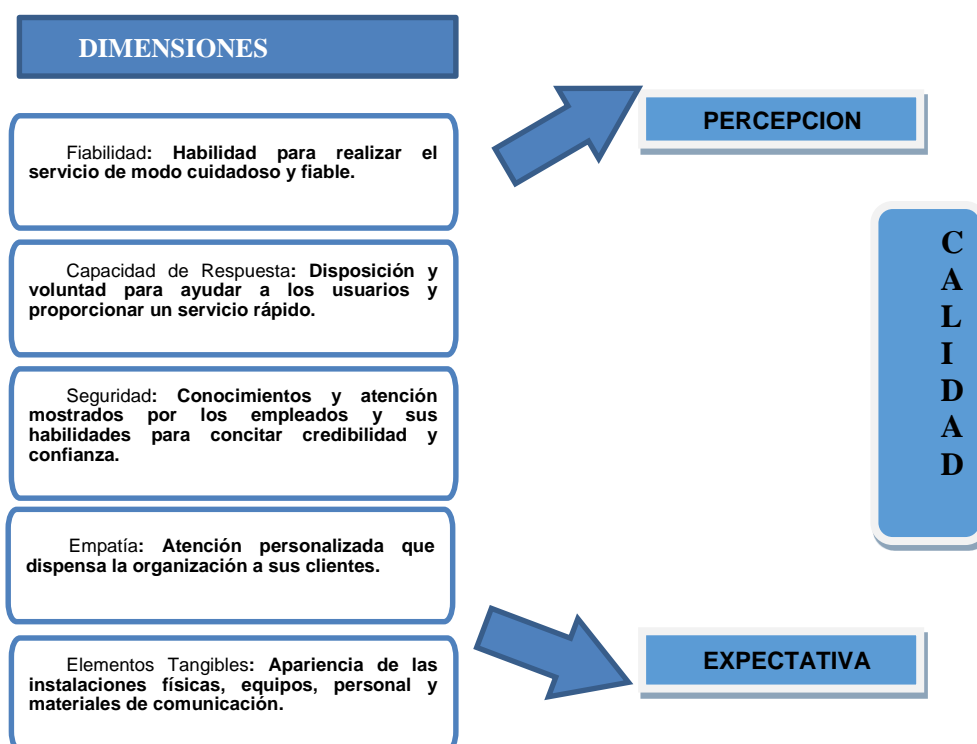 DIMENSIONES
Fiabilidad: Habilidad para realizar el
servicio de modo cuidadoso y fiable.
Capacidad de Respuesta: Disposición y
voluntad para ayudar a los usuarios y
proporcionar un servicio rápido.
Seguridad: Conocimientos y atención
mostrados por los empleados y sus
habilidades para concitar credibilidad y
confianza.
Empatía: Atención personalizada que
dispensa la organización a sus clientes.
Elementos Tangibles: Apariencia de las
instalaciones físicas, equipos, personal y
materiales de comunicación.
PERCEPCION
EXPECTATIVA
C
A
L
I
D
A
D